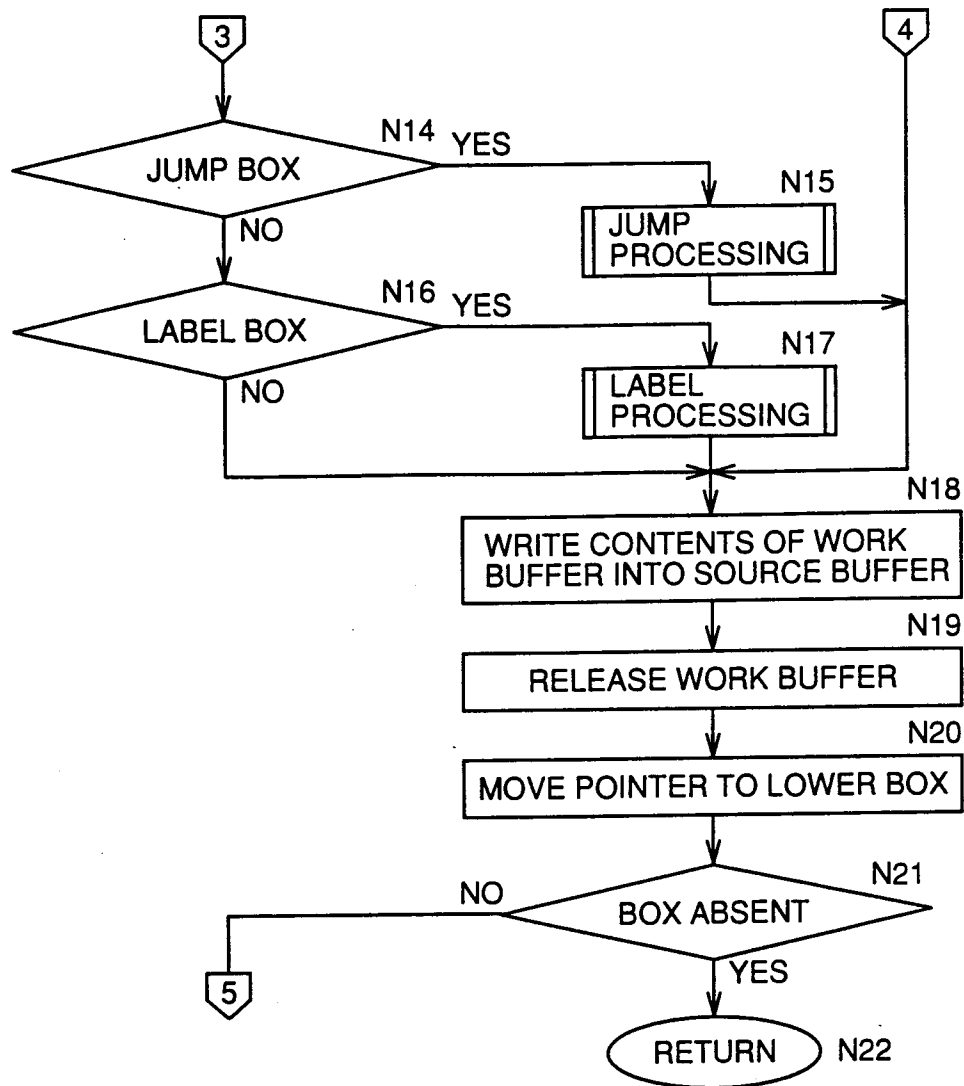 3
4
N14
YES
JUMP BOX
NO
N15
JUMP
PROCESSING
N16
YES
LABEL BOX
NO
N17
LABEL
PROCESSING
N18
WRITE CONTENTS OF WORK
BUFFER INTO SOURCE BUFFER
N19
RELEASE WORK BUFFER
N20
MOVE POINTER TO LOWER BOX
N21
NO
BOX ABSENT
YES
5
RETURN
N22